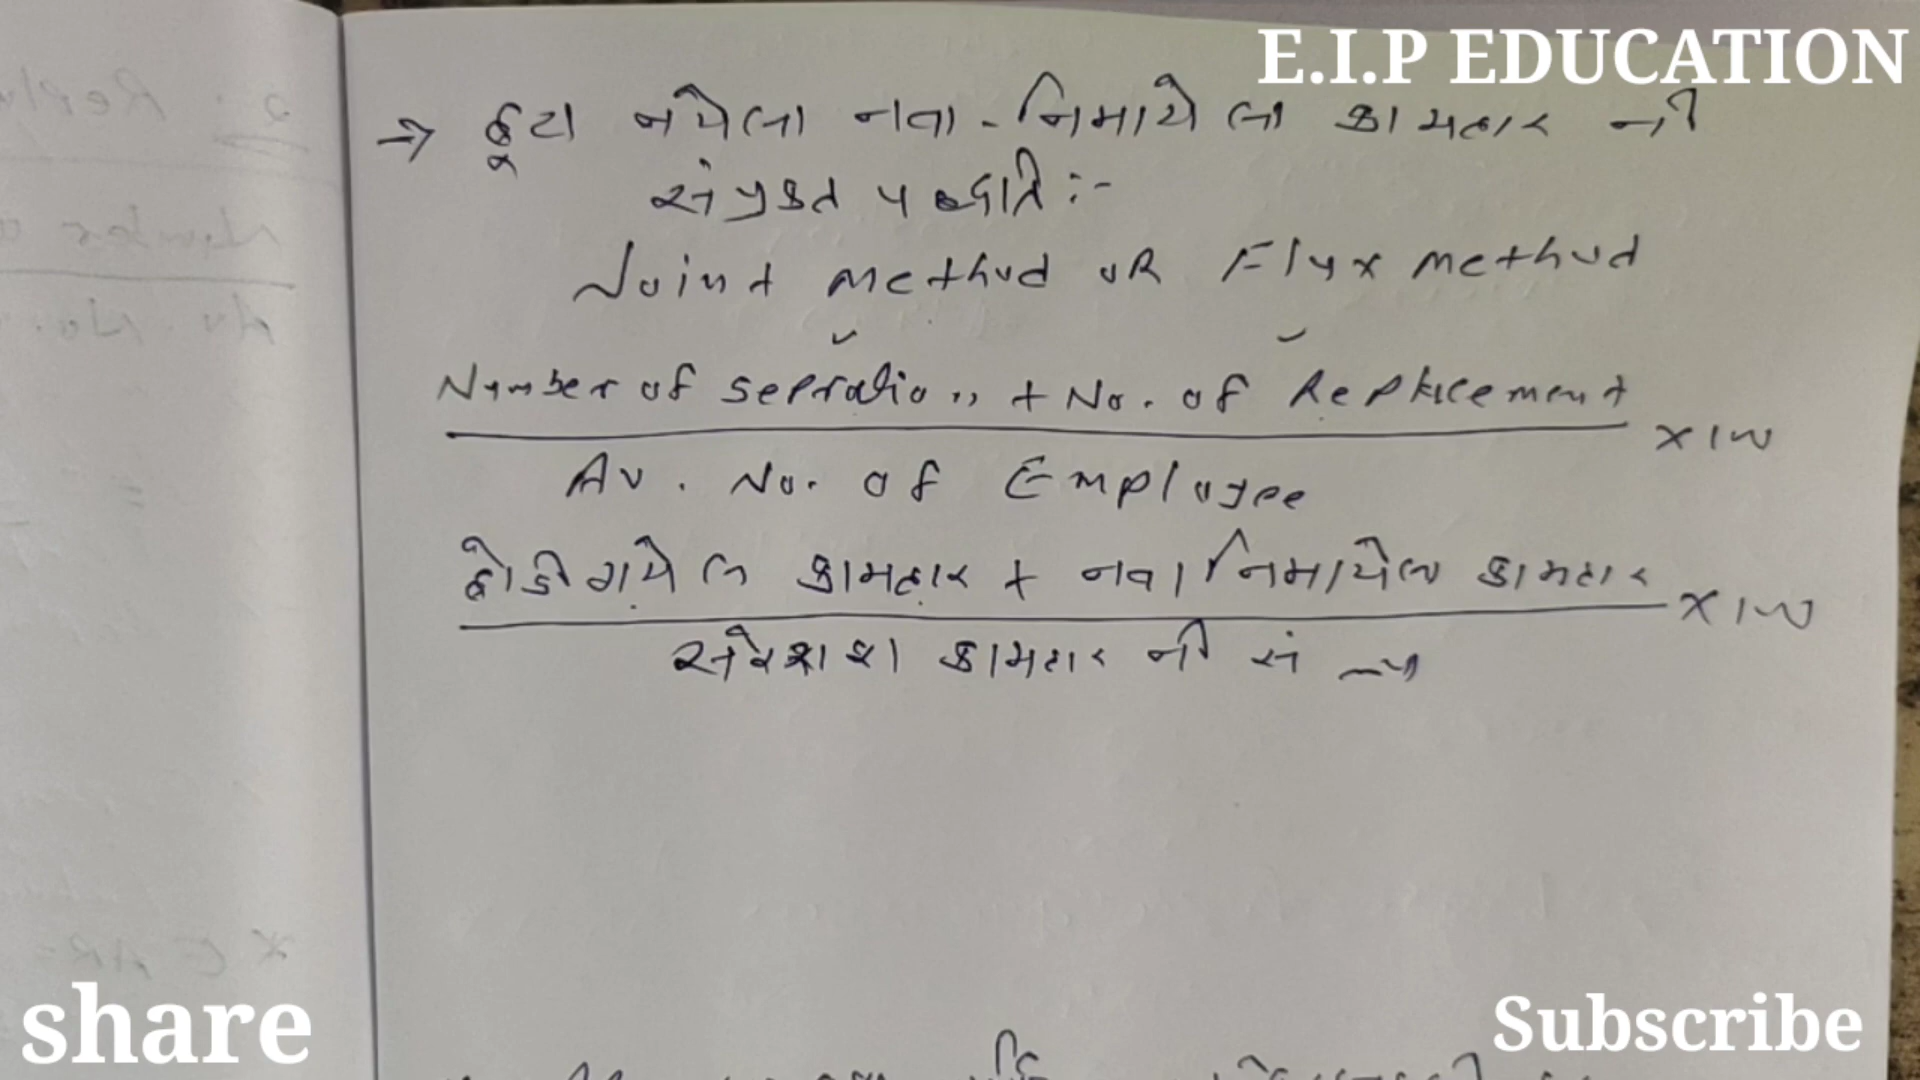 E.I.P EDUCATION
→ છૂટા થયેલા નવા-નિમાયેલા કામદાર ની
સંયુક્ત પદ્ધતિ:-
Joint method OR Flux method
Number of Sepration + No. of Replacement × 100
Av. No. of Employee
છોડી ગયેલ કામદાર + નવા નિમાયેલ કામદાર × 100
સરેરાશ કામદાર ની સંખ્યા
share
Subscribe